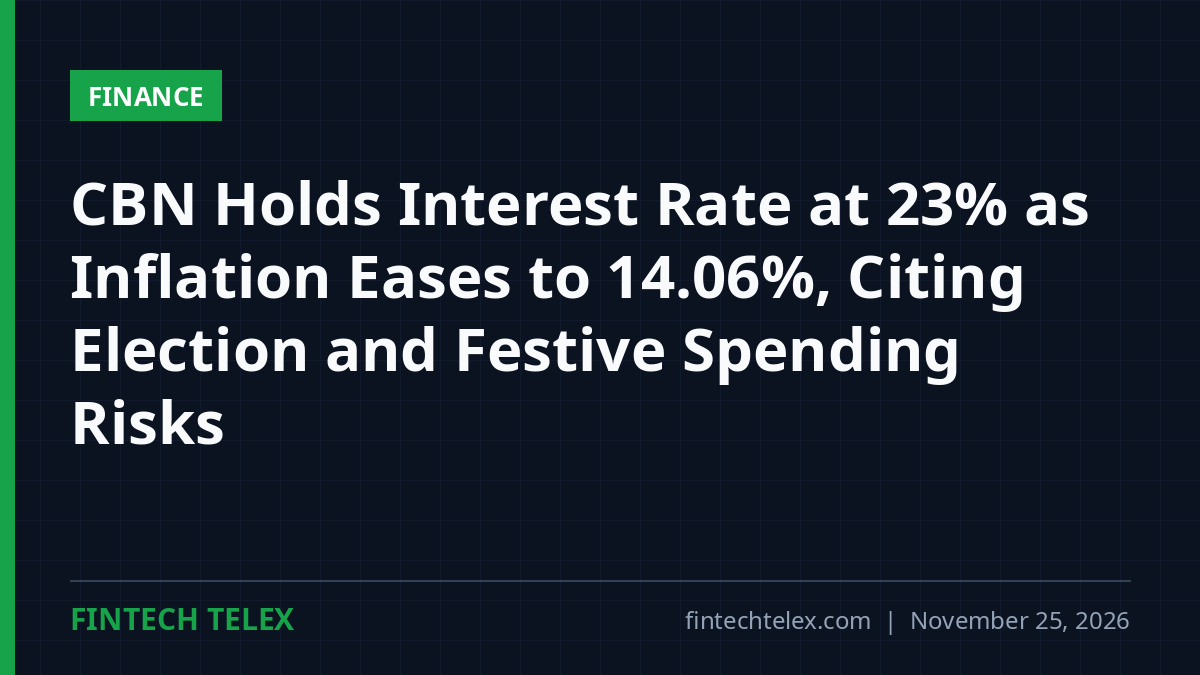 FINANCE
CBN Holds Interest Rate at 23% as
Inflation Eases to 14.06%, Citing
Election and Festive Spending
Risks
FINTECH TELEX
fintechtelex.com | November 25, 2026